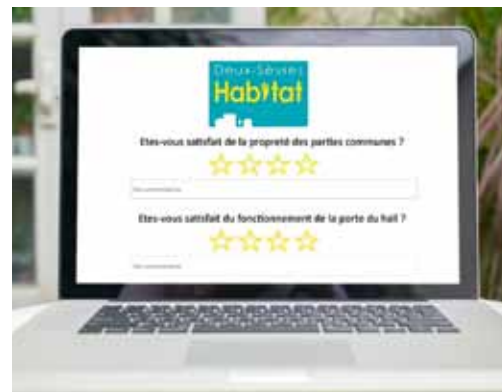 Deux-Sèvres
Habitat
Etes-vous satisfait de la propreté des parties communes ?
Etes-vous satisfait du fonctionnement de la porte du hall ?